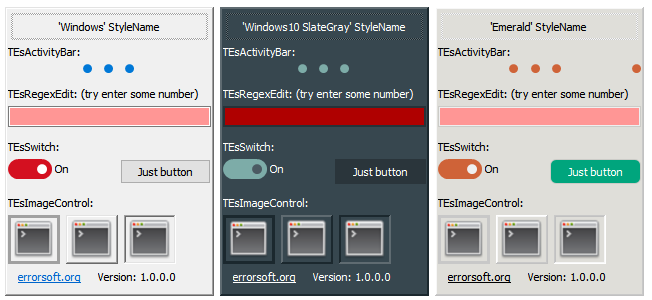 'Windows' StyleName
TEsActivityBar:
TEsRegexEdit: (try enter some number)
TEsSwitch:
On
Just button
TEsImageControl:
errorsoft.org
Version: 1.0.0.0
'Windows10 SlateGray' StyleName
TEsActivityBar:
TEsRegexEdit: (try enter some number)
TEsSwitch:
On
Just button
TEsImageControl:
errorsoft.org
Version: 1.0.0.0
'Emerald' StyleName
TEsActivityBar:
TEsRegexEdit: (try enter some number)
TEsSwitch:
On
Just button
TEsImageControl:
errorsoft.org
Version: 1.0.0.0